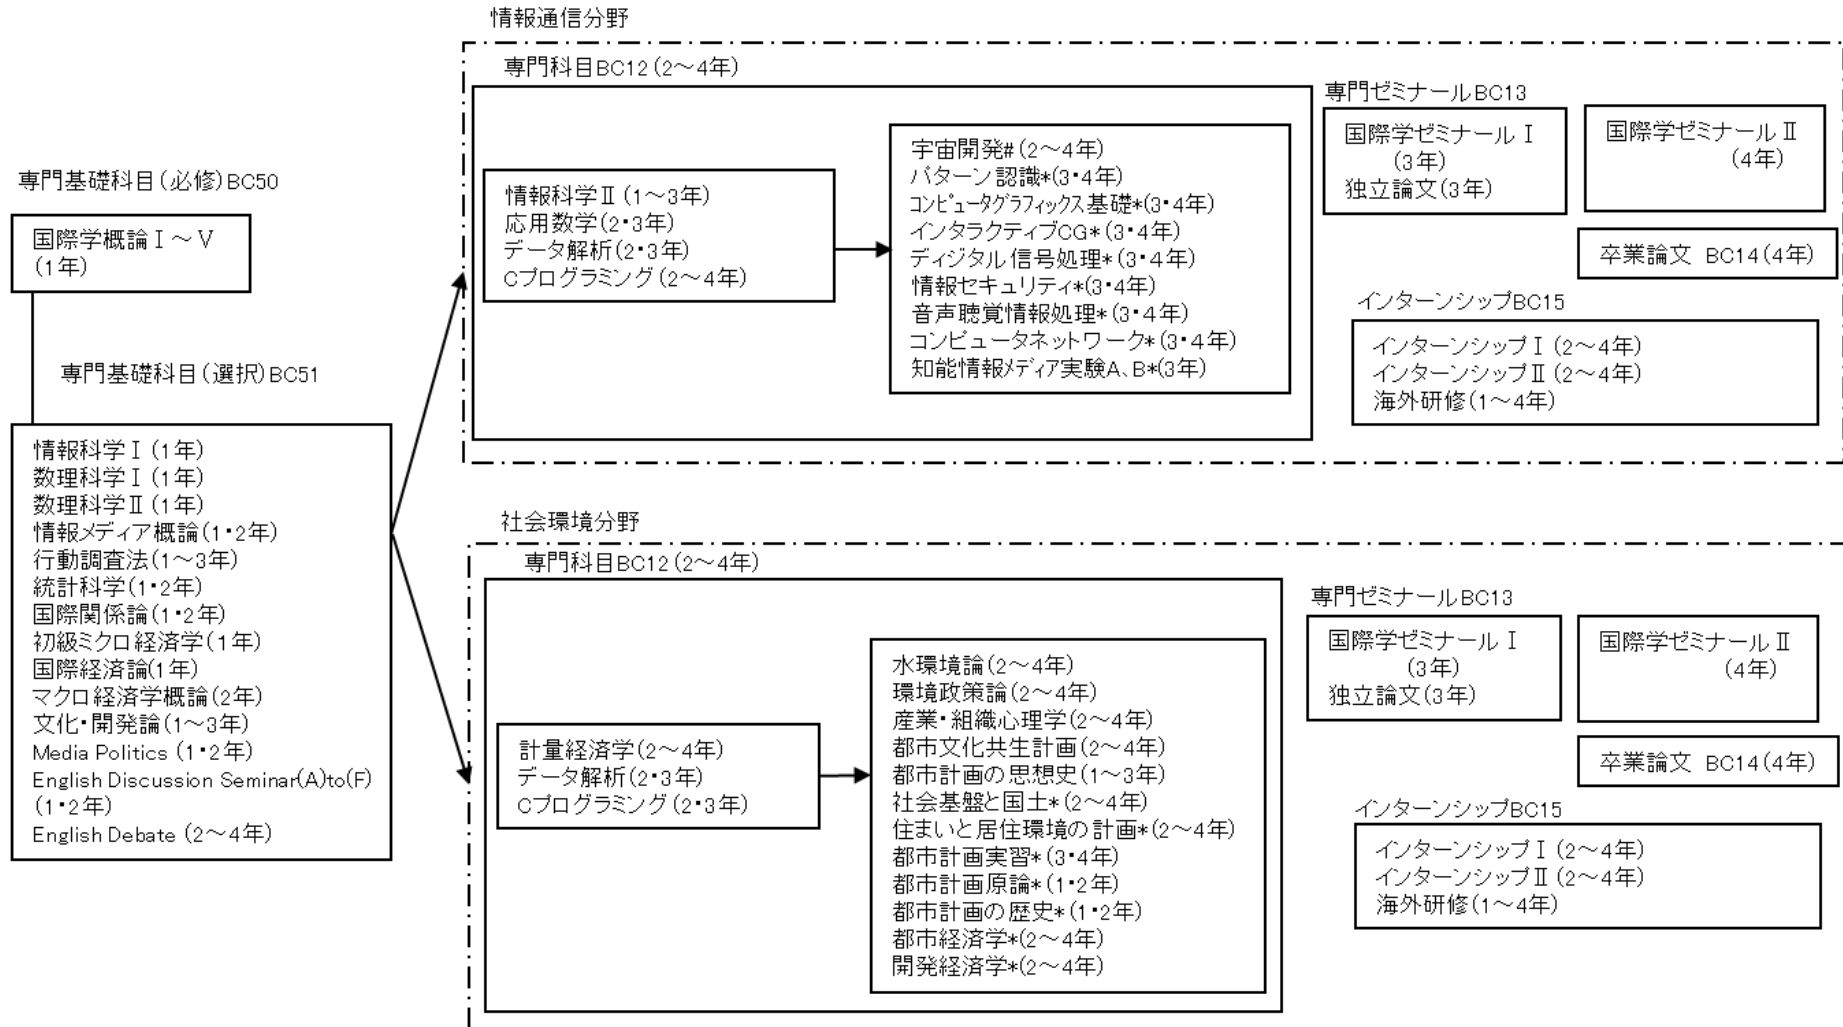 専門基礎科目(必修)BC50
国際学概論Ⅰ～Ⅴ
(1年)
専門基礎科目(選択)BC51
情報科学Ⅰ(1年)
数理科学Ⅰ(1年)
数理科学Ⅱ(1年)
情報メディア概論(1・2年)
行動調査法(1～3年)
統計科学(1・2年)
国際関係論(1・2年)
初級ミクロ経済学(1年)
国際経済論(1年)
マクロ経済学概論(2年)
文化・開発論(1～3年)
Media Politics (1・2年)
English Discussion Seminar(A)to(F)
(1・2年)
English Debate (2～4年)
情報通信分野
専門科目BC12(2～4年)
情報科学Ⅱ(1～3年)
応用数学(2・3年)
データ解析(2・3年)
Cプログラミング(2～4年)
宇宙開発#(2～4年)
パターン認識*(3・4年)
コンピュータグラフィックス基礎*(3・4年)
インタラクティブCG*(3・4年)
ディジタル信号処理*(3・4年)
情報セキュリティ*(3・4年)
音声聴覚情報処理*(3・4年)
コンピュータネットワーク*(3・4年)
知能情報メディア実験A、B*(3年)
専門ゼミナールBC13
国際学ゼミナールⅠ
(3年)
独立論文(3年)
国際学ゼミナールⅡ
(4年)
卒業論文 BC14(4年)
インターンシップBC15
インターンシップⅠ(2～4年)
インターンシップⅡ(2～4年)
海外研修(1～4年)
社会環境分野
専門科目BC12(2～4年)
計量経済学(2～4年)
データ解析(2・3年)
Cプログラミング(2・3年)
水環境論(2～4年)
環境政策論(2～4年)
産業・組織心理学(2～4年)
都市文化共生計画(2～4年)
都市計画の思想史(1～3年)
社会基盤と国土*(2～4年)
住まいと居住環境の計画*(2～4年)
都市計画実習*(3・4年)
都市計画原論*(1・2年)
都市計画の歴史*(1・2年)
都市経済学*(2～4年)
開発経済学*(2～4年)
専門ゼミナールBC13
国際学ゼミナールⅠ
(3年)
独立論文(3年)
国際学ゼミナールⅡ
(4年)
卒業論文 BC14(4年)
インターンシップBC15
インターンシップⅠ(2～4年)
インターンシップⅡ(2～4年)
海外研修(1～4年)